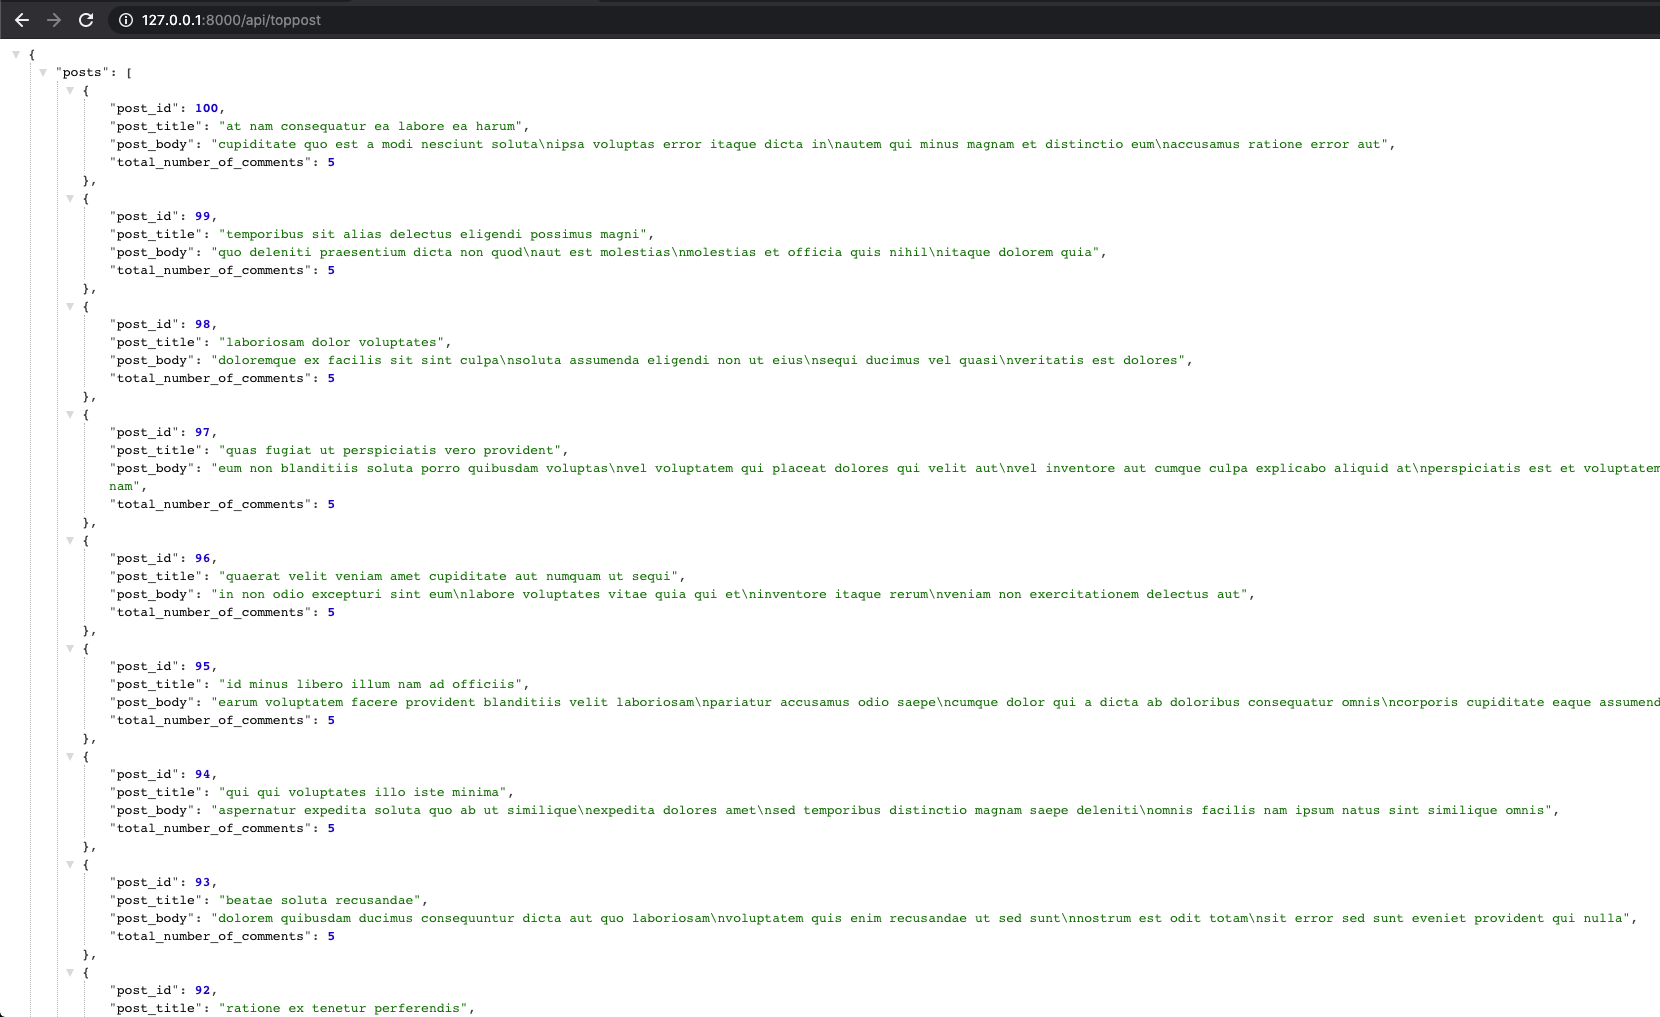 127.0.0.1:8000/api/toppost
{
"posts": [
{
"post_id": 100,
"post_title": "at nam consequatur ea labore ea harum",
"post_body": "cupiditate quo est a modi nesciunt soluta\nipsa voluptas error itaque dicta in\nautem qui minus magnam et distinctio eum\naccusamus ratione error aut",
"total_number_of_comments": 5
},
{
"post_id": 99,
"post_title": "temporibus sit alias delectus eligendi possimus magni",
"post_body": "quo deleniti praesentium dicta non quod\naut est molestias\nmolestias et officia quis nihil\nitaque dolorem quia",
"total_number_of_comments": 5
},
{
"post_id": 98,
"post_title": "laboriosam dolor voluptates",
"post_body": "doloremque ex facilis sit sint culpa\nsoluta assumenda eligendi non ut eius\nsequi ducimus vel quasi\nveritatis est dolores",
"total_number_of_comments": 5
},
{
"post_id": 97,
"post_title": "quas fugiat ut perspiciatis vero provident",
"post_body": "eum non blanditiis soluta porro quibusdam voluptas\nvel voluptatem qui placeat dolores qui velit aut\nvel inventore aut cumque culpa explicabo aliquid at\nperspiciatis est et voluptatem
nam",
"total_number_of_comments": 5
},
{
"post_id": 96,
"post_title": "quaerat velit veniam amet cupiditate aut numquam ut sequi",
"post_body": "in non odio excepturi sint eum\nlabore voluptates vitae quia qui et\ninventore itaque rerum\nveniam non exercitationem delectus aut",
"total_number_of_comments": 5
},
{
"post_id": 95,
"post_title": "id minus libero illum nam ad officiis",
"post_body": "earum voluptatem facere provident blanditiis velit laboriosam\npariatur accusamus odio saepe\ncumque dolor qui a dicta ab doloribus consequatur omnis\ncorporis cupiditate eaque assumend
"total_number_of_comments": 5
},
{
"post_id": 94,
"post_title": "qui qui voluptates illo iste minima",
"post_body": "aspernatur expedita soluta quo ab ut similique\nexpedita dolores amet\nsed temporibus distinctio magnam saepe deleniti\nomnis facilis nam ipsum natus sint similique omnis",
"total_number_of_comments": 5
},
{
"post_id": 93,
"post_title": "beatae soluta recusandae",
"post_body": "dolorem quibusdam ducimus consequuntur dicta aut quo laboriosam\nvoluptatem quis enim recusandae ut sed sunt\nnostrum est odit totam\nsit error sed sunt eveniet provident qui nulla",
"total_number_of_comments": 5
},
{
"post_id": 92,
"post_title": "ratione ex tenetur perferendis",